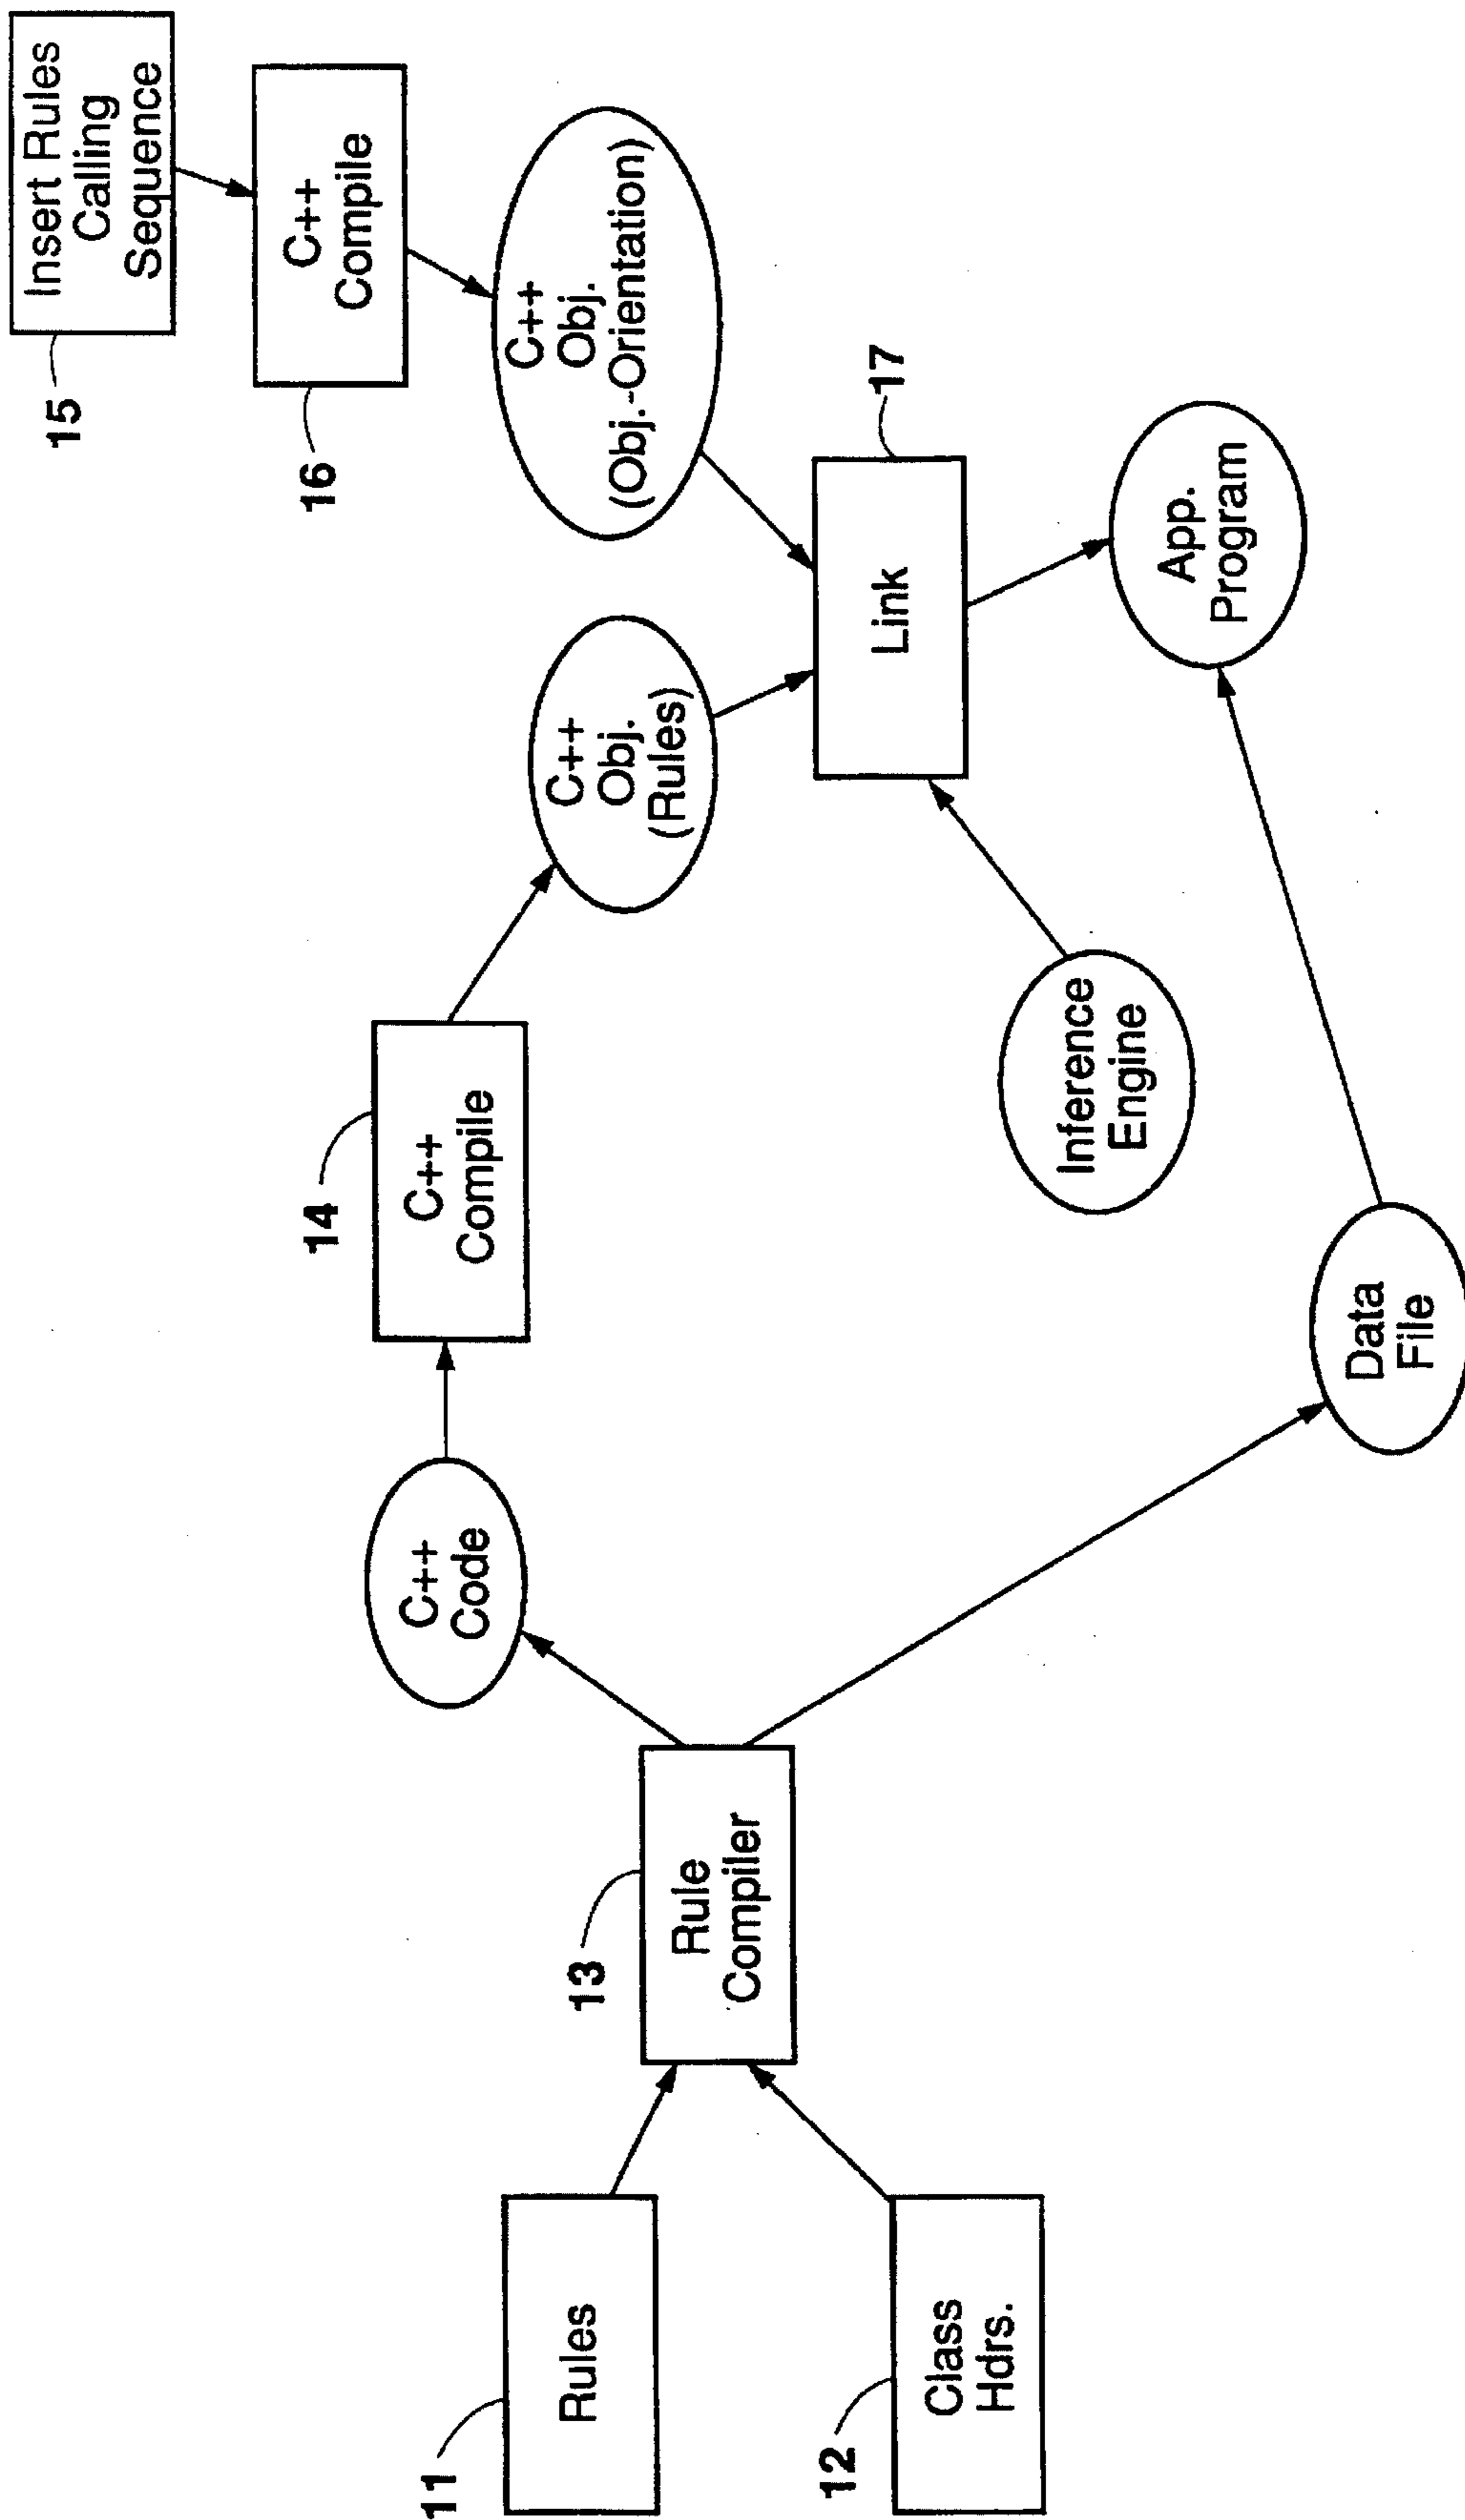 11
Rules
12
Class
Hdrs.
13
Rule
Compiler
C++
Code
14
C++
Compile
C++
Obj.
(Rules)
15
Insert Rules
Calling
Sequence
16
C++
Compile
C++
Obj.
(Obj.-Orientation)
17
Link
Inference
Engine
Data
File
App.
Program